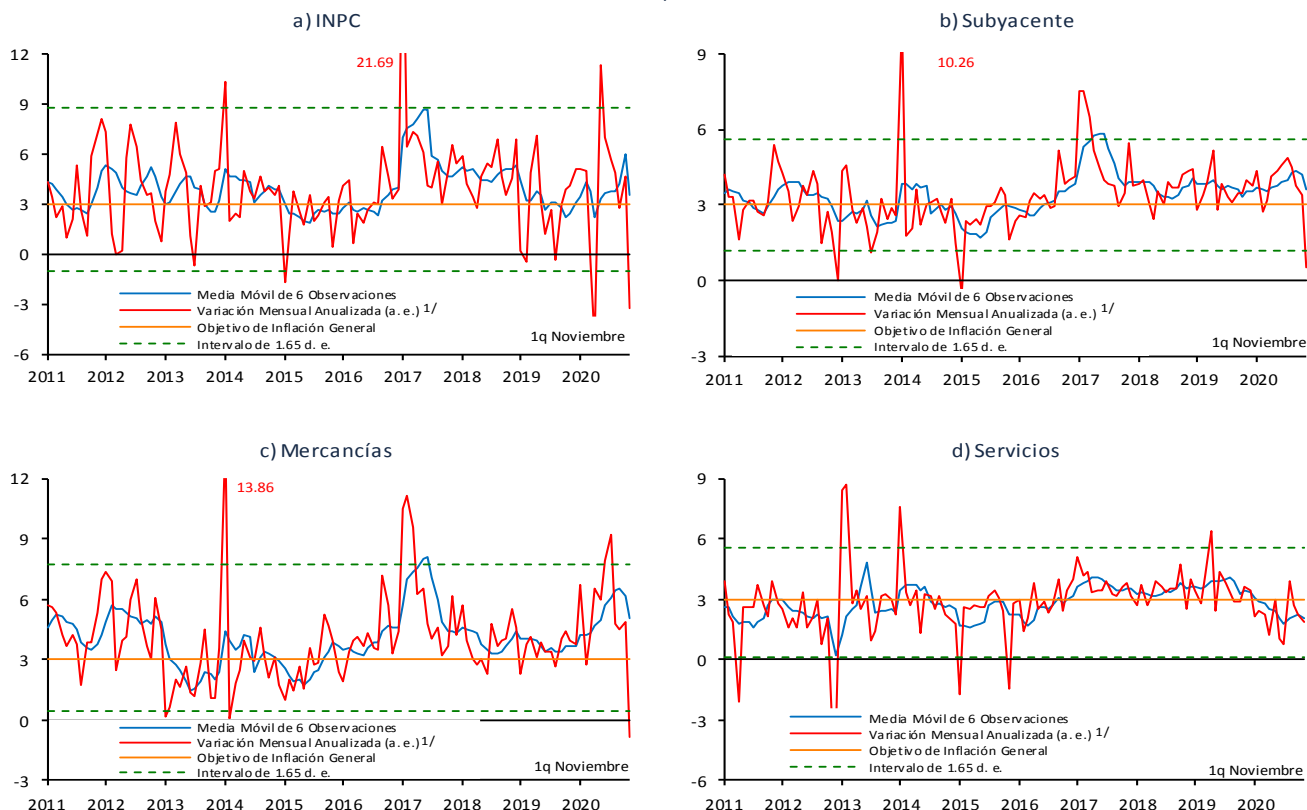 a) INPC
12
9
6
3
0
-3
-6
21.69
Media Móvil de 6 Observaciones
Variación Mensual Anualizada (a. e.) 1/
Objetivo de Inflación General
Intervalo de 1.65 d. e.
1q Noviembre
2011 2012 2013 2014 2015 2016 2017 2018 2019 2020
b) Subyacente
9
6
3
0
-3
10.26
Media Móvil de 6 Observaciones
Variación Mensual Anualizada (a. e.) 1/
Objetivo de Inflación General
Intervalo de 1.65 d. e.
1q Noviembre
2011 2012 2013 2014 2015 2016 2017 2018 2019 2020
c) Mercancías
12
9
6
3
0
-3
13.86
Media Móvil de 6 Observaciones
Variación Mensual Anualizada (a. e.) 1/
Objetivo de Inflación General
Intervalo de 1.65 d. e.
1q Noviembre
2011 2012 2013 2014 2015 2016 2017 2018 2019 2020
d) Servicios
9
6
3
0
-3
-6
Media Móvil de 6 Observaciones
Variación Mensual Anualizada (a. e.) 1/
Objetivo de Inflación General
Intervalo de 1.65 d. e.
1q Noviembre
2011 2012 2013 2014 2015 2016 2017 2018 2019 2020